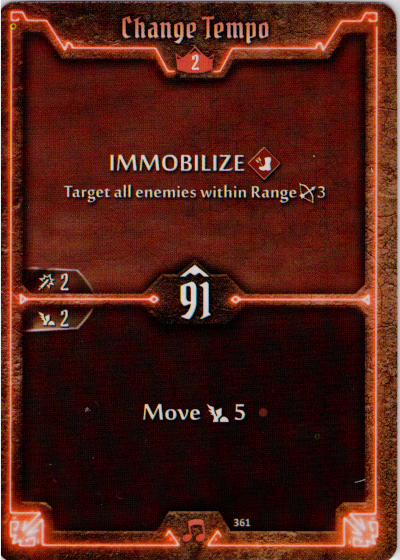 Change Tempo
2
IMMOBILIZE
Target all enemies within Range 3
2
91
2
Move 5
361